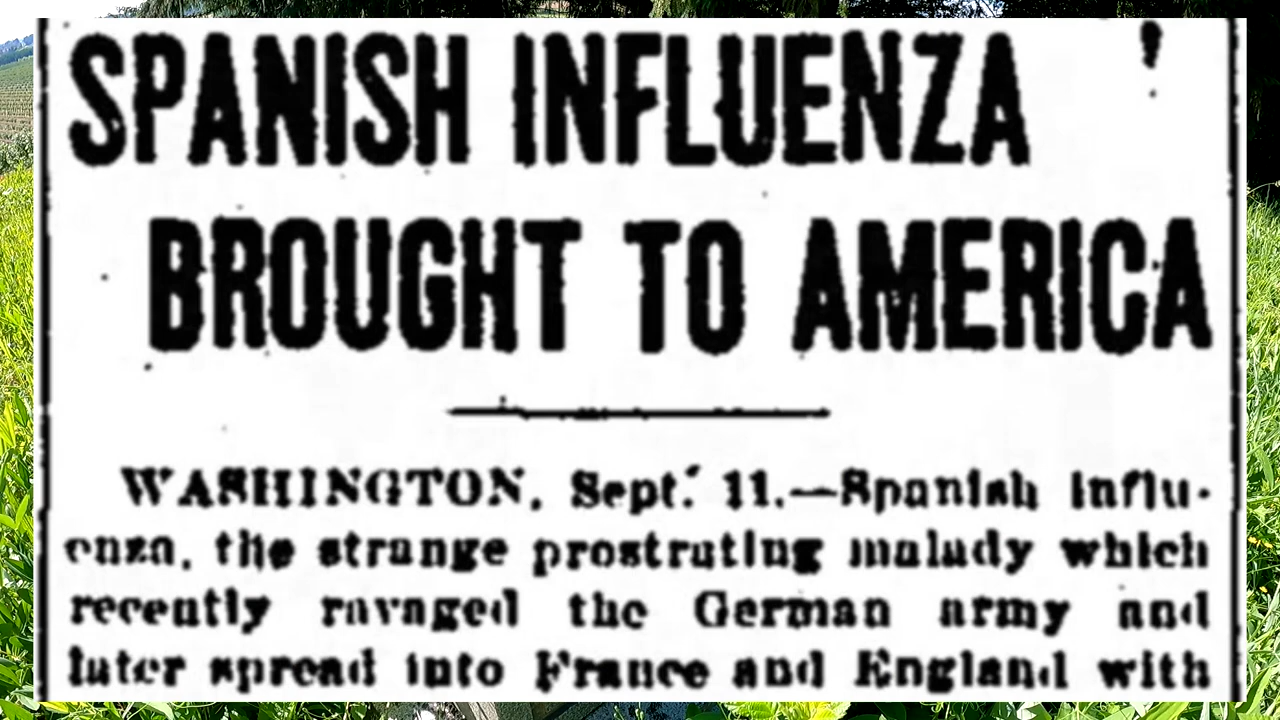 SPANISH INFLUENZA
BROUGHT TO AMERICA
WASHINGTON, Sept. 11.—Spanish influ-
enza, the strange prostrating malady which
recently ravaged the German army and
later spread into France and England with